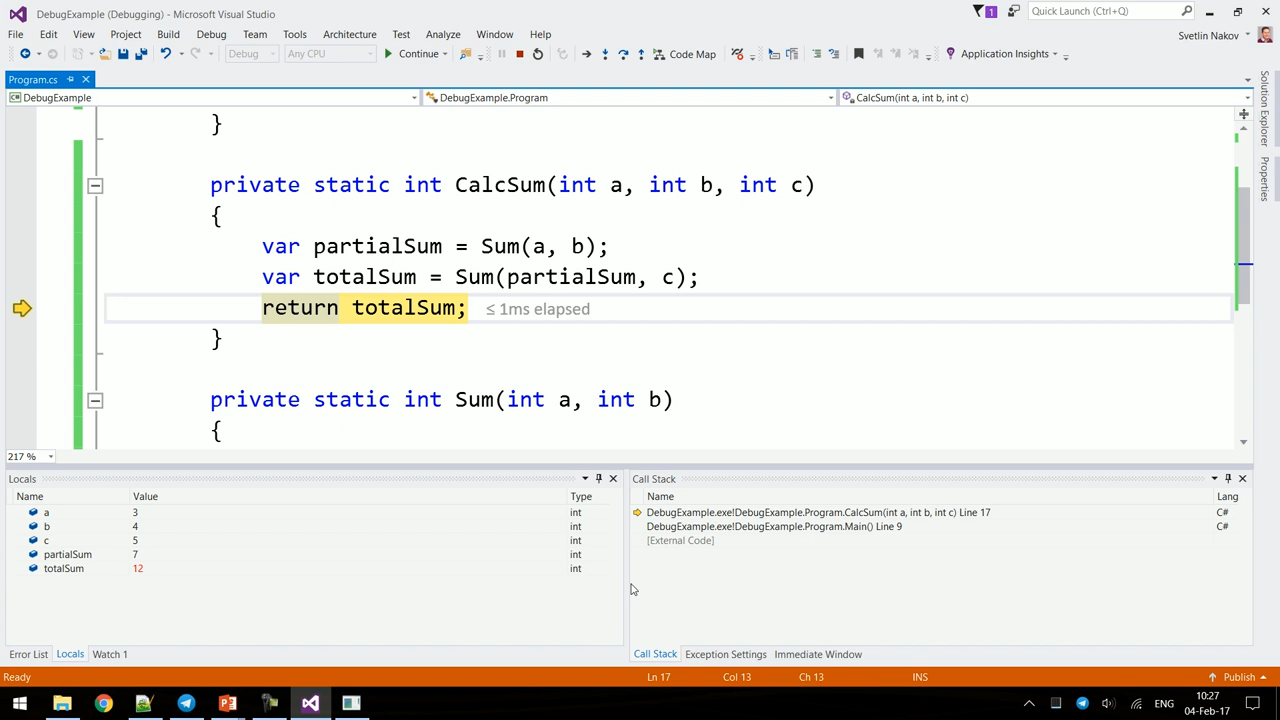 DebugExample (Debugging) - Microsoft Visual Studio
1
Quick Launch (Ctrl+Q)
File Edit View Project Build Debug Team Tools Architecture Test Analyze Window Help
Svetlin Nakov
Debug Any CPU Continue Code Map Application Insights
Program.cs
DebugExample DebugExample.Program CalcSum(int a, int b, int c)
Solution Explorer
Properties
}
private static int CalcSum(int a, int b, int c)
{
var partialSum = Sum(a, b);
var totalSum = Sum(partialSum, c);
return totalSum; ≤ 1ms elapsed
}
private static int Sum(int a, int b)
{
217 %
Locals
Name Value Type
a 3 int
b 4 int
c 5 int
partialSum 7 int
totalSum 12 int
Error List Locals Watch 1
Call Stack
Name Lang
DebugExample.exe!DebugExample.Program.CalcSum(int a, int b, int c) Line 17 C#
DebugExample.exe!DebugExample.Program.Main() Line 9 C#
[External Code]
Call Stack Exception Settings Immediate Window
Ready Ln 17 Col 13 Ch 13 INS Publish
ENG
10:27
04-Feb-17